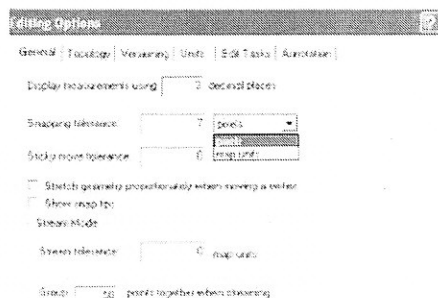 Editing Options
General Topology Versioning Units Edit Tasks Annotation
Display measurements using 3 decimal places
Snapping tolerance 7 pixels
pixels
map units
Sticky move tolerance 0
Stretch geometry proportionately when moving a vertex
Show snap tips
Stream Mode
Stream tolerance 0 map units
Group 50 points together when streaming